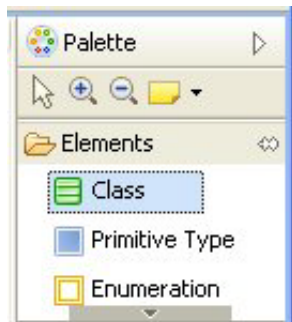 Palette
Elements
Class
Primitive Type
Enumeration